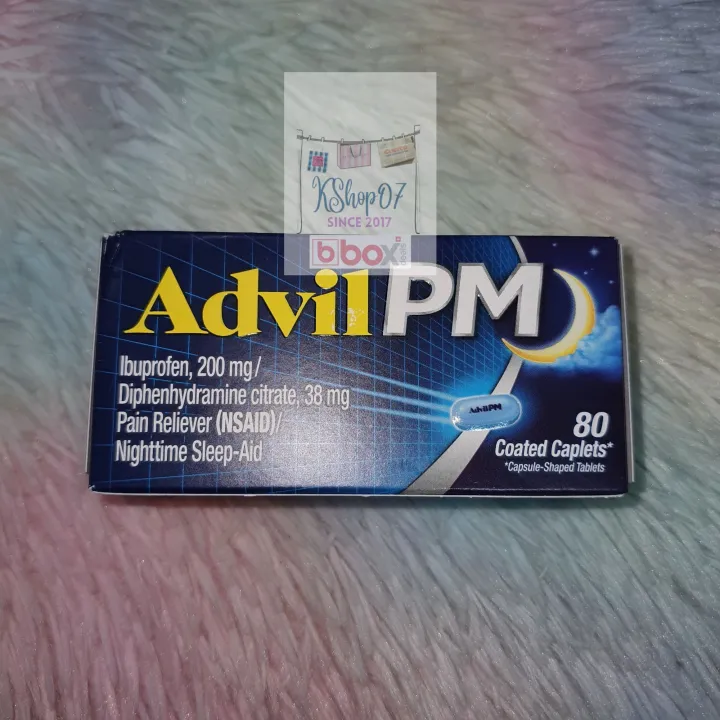 KShop07
SINCE 2017
bbox
Advil PM
Ibuprofen, 200 mg/
Diphenhydramine citrate, 38 mg
Pain Reliever (NSAID)/
Nighttime Sleep-Aid
AdvilPM
80
Coated Caplets*
*Capsule-Shaped Tablets